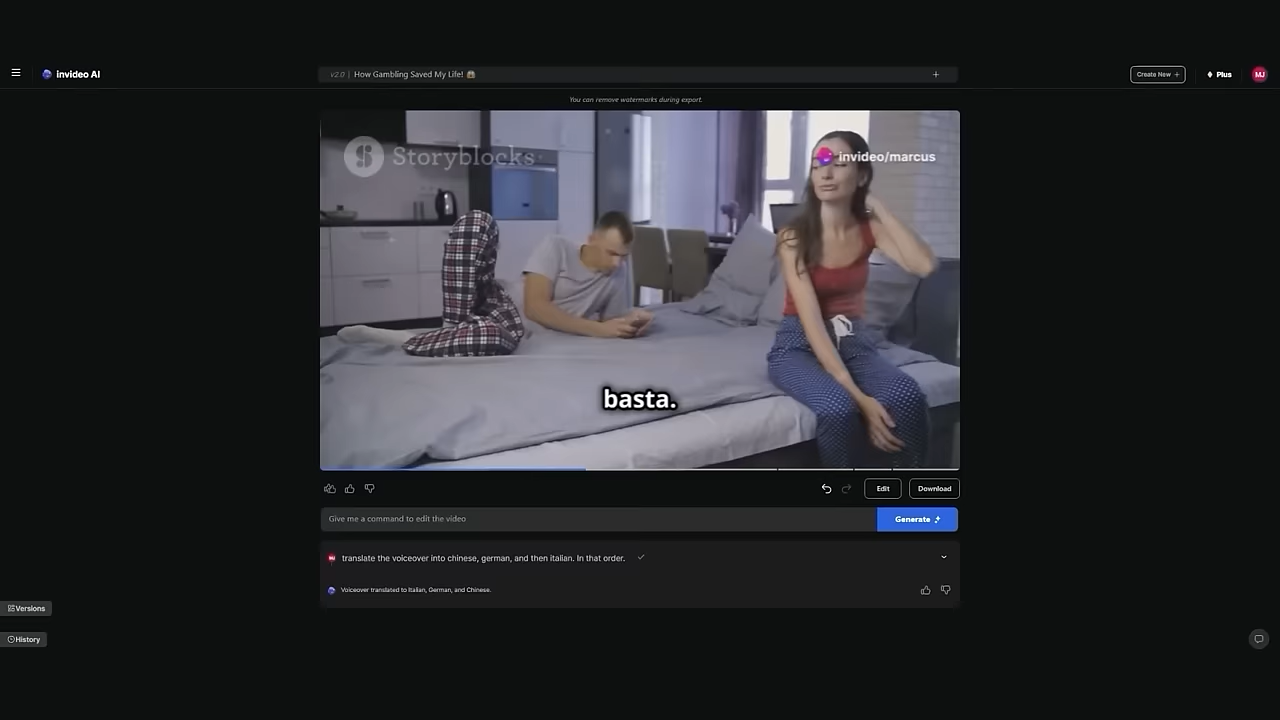 invideo AI
v2.0 | How Gambling Saved My Life! 😱
Create New
Plus
MJ
You can remove watermarks during export.
Storyblocks
invideo/marcus
basta.
Edit
Download
Give me a command to edit the video
Generate
MJ translate the voiceover into chinese, german, and then italian. In that order.
Voiceover translated to Italian, German, and Chinese.
Versions
History